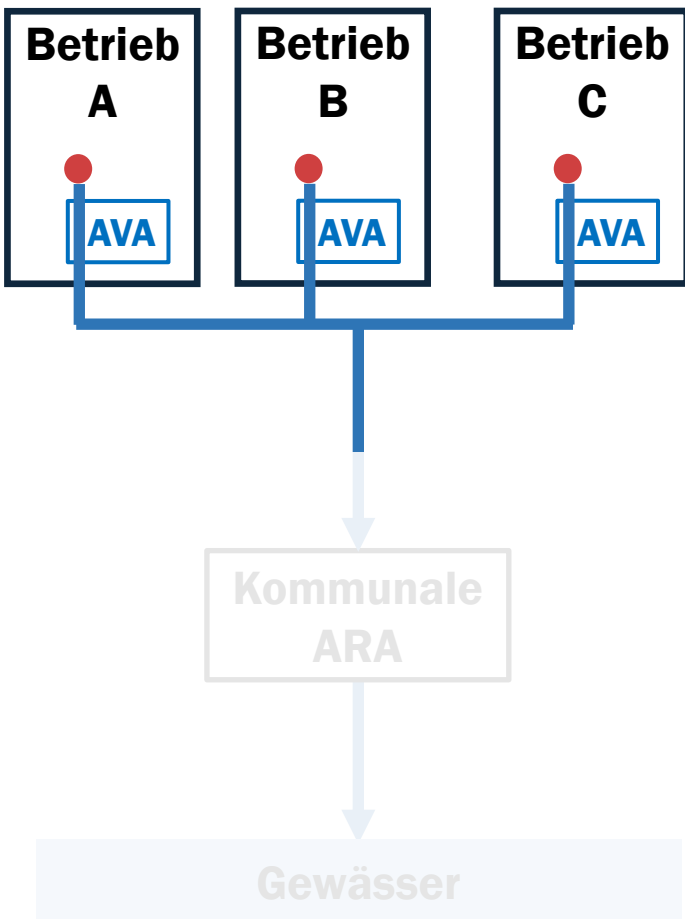 Betrieb
A
Betrieb
B
Betrieb
C
AVA
AVA
AVA
Kommunale
ARA
Gewässer